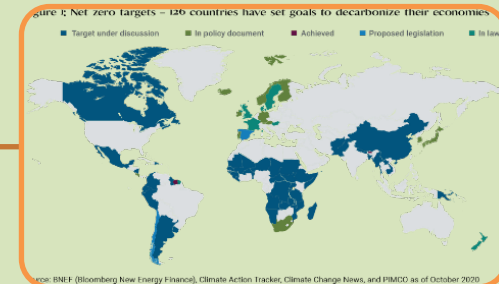 gure 1; Net zero targets – 126 countries have set goals to decarbonize their economies
Target under discussion In policy document Achieved Proposed legislation In law
rce: BNEF (Bloomberg New Energy Finance), Climate Action Tracker, Climate Change News, and PIMCO as of October 2020